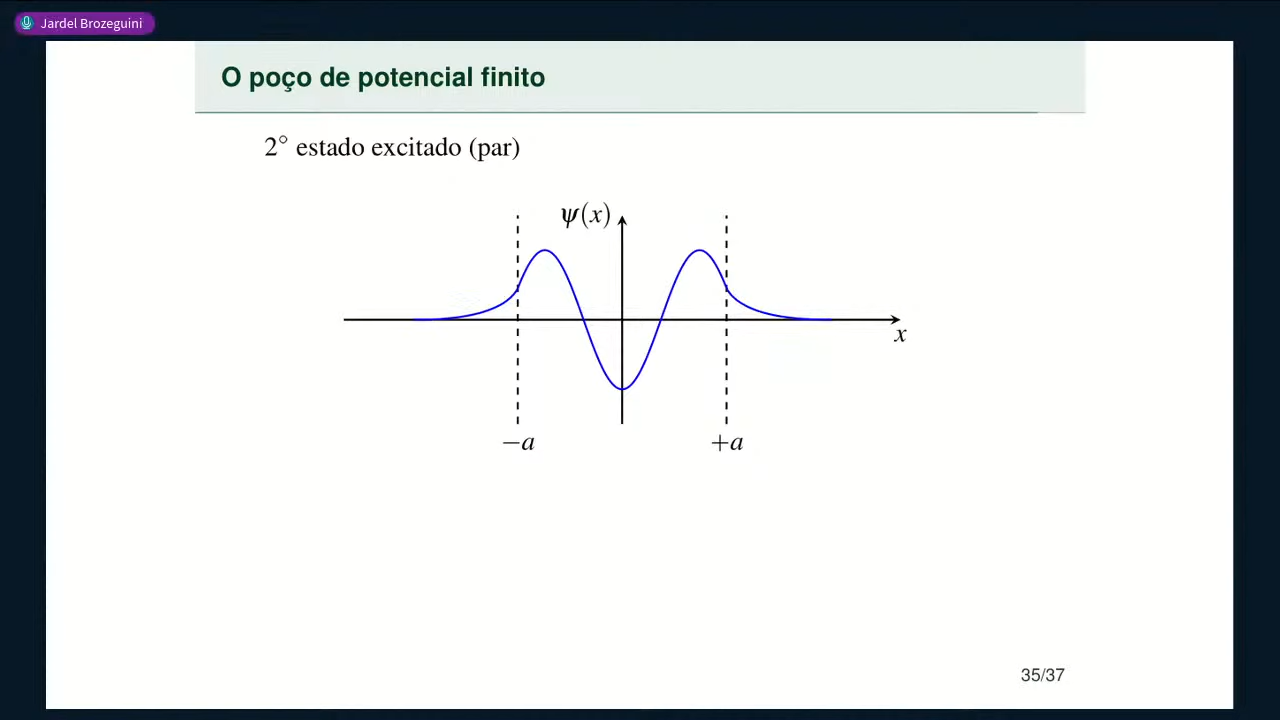 Jardel Brozeguini
O poço de potencial finito
2° estado excitado (par)
ψ(x)
x
−a
+a
35/37